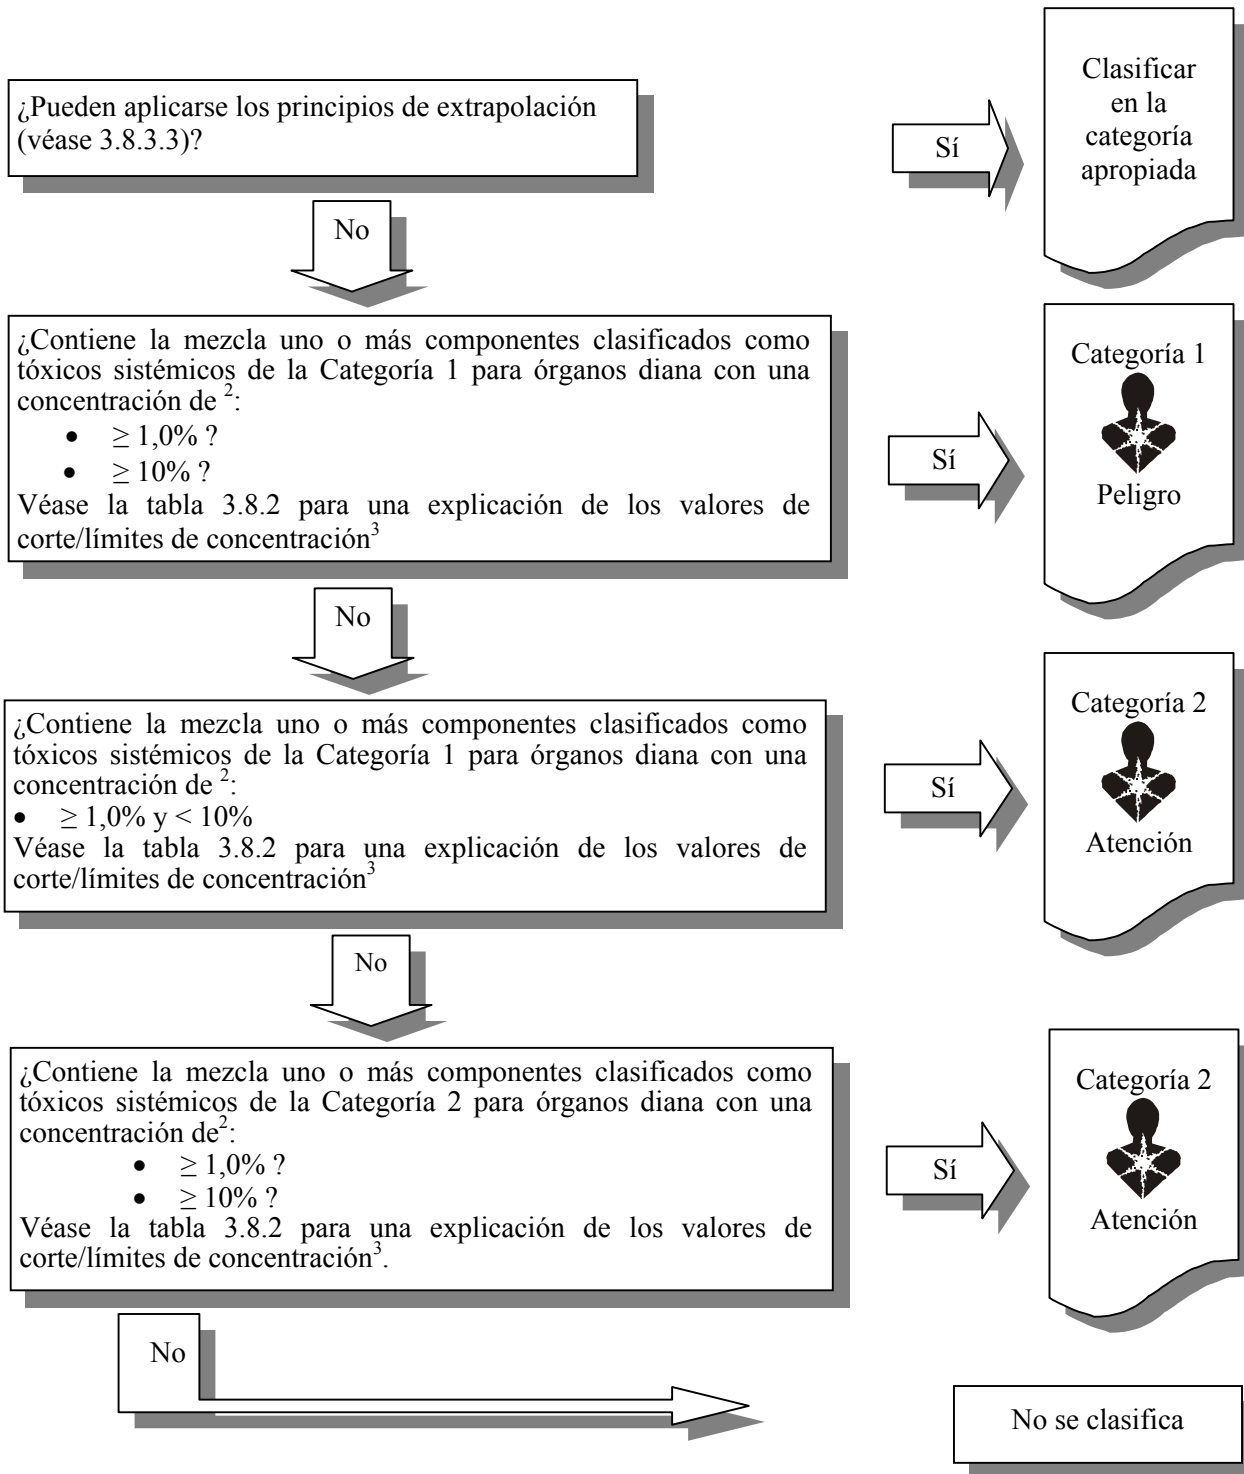 ¿Pueden aplicarse los principios de extrapolación
(véase 3.8.3.3)?
Sí
Clasificar
en la
categoría
apropiada
No
¿Contiene la mezcla uno o más componentes clasificados como
tóxicos sistémicos de la Categoría 1 para órganos diana con una
concentración de ²:
• ≥ 1,0% ?
• ≥ 10% ?
Véase la tabla 3.8.2 para una explicación de los valores de
corte/límites de concentración³
Sí
Categoría 1
Peligro
No
¿Contiene la mezcla uno o más componentes clasificados como
tóxicos sistémicos de la Categoría 1 para órganos diana con una
concentración de ²:
• ≥ 1,0% y < 10%
Véase la tabla 3.8.2 para una explicación de los valores de
corte/límites de concentración³
Sí
Categoría 2
Atención
No
¿Contiene la mezcla uno o más componentes clasificados como
tóxicos sistémicos de la Categoría 2 para órganos diana con una
concentración de²:
• ≥ 1,0% ?
• ≥ 10% ?
Véase la tabla 3.8.2 para una explicación de los valores de
corte/límites de concentración³.
Sí
Categoría 2
Atención
No
No se clasifica